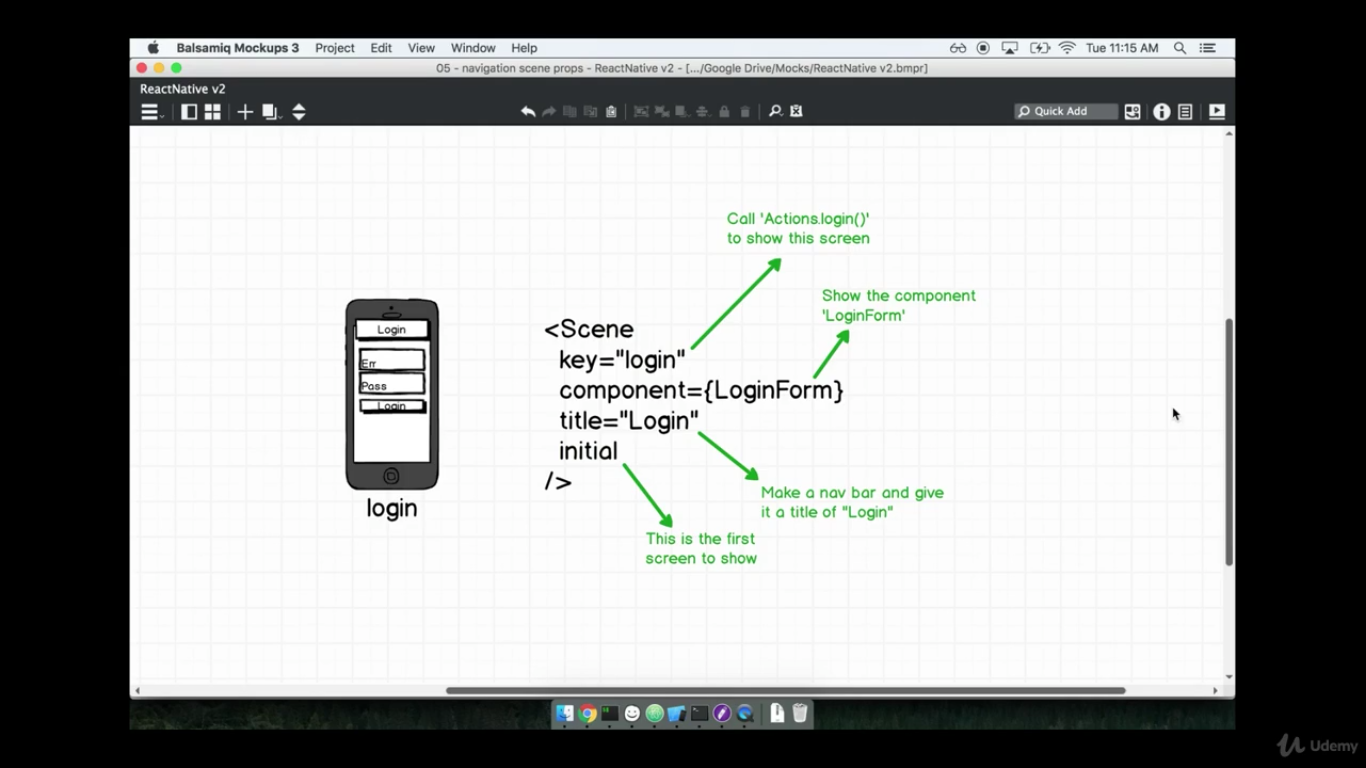 Balsamiq Mockups 3 Project Edit View Window Help Tue 11:15 AM
05 - navigation scene props - ReactNative v2 - [.../Google Drive/Mocks/ReactNative v2.bmpr]
ReactNative v2
Quick Add
Call 'Actions.login()'
to show this screen
Show the component
'LoginForm'
Login
Err
Pass
Login
login
<Scene
key="login"
component={LoginForm}
title="Login"
initial
/>
Make a nav bar and give
it a title of "Login"
This is the first
screen to show
Udemy